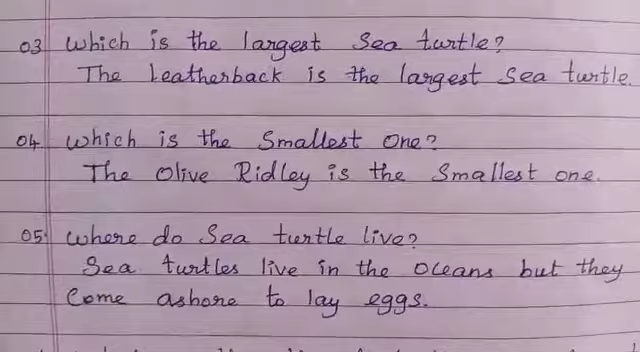 03 Which is the largest Sea turtle?
The Leatherback is the largest Sea turtle.
04 Which is the Smallest One?
The Olive Ridley is the Smallest one.
05. Where do Sea turtle live?
Sea turtles live in the oceans but they
Come ashore to lay eggs.